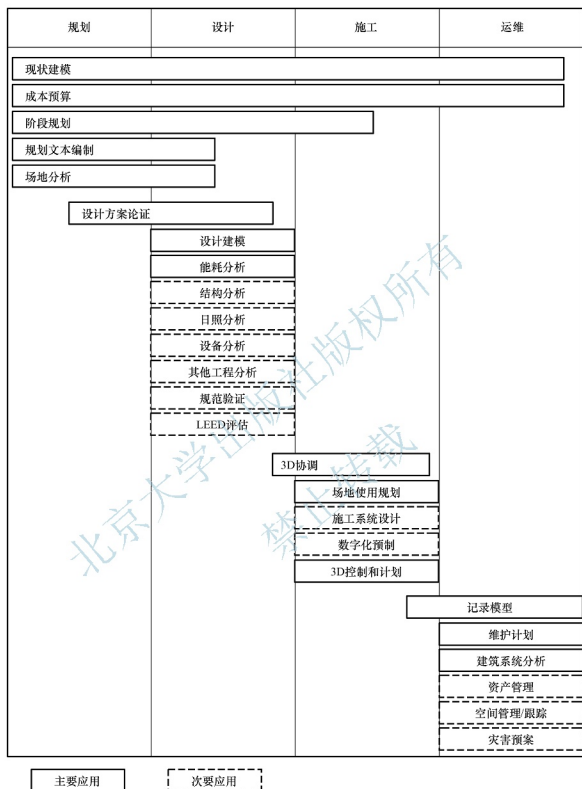 规划 设计 施工 运维
现状建模
成本预算
阶段规划
规划文本编制
场地分析
设计方案论证
设计建模
能耗分析
结构分析
日照分析
设备分析
其他工程分析
规范验证
LEED评估
3D协调
场地使用规划
施工系统设计
数字化预制
3D控制和计划
记录模型
维护计划
建筑系统分析
资产管理
空间管理/跟踪
灾害预案
主要应用 次要应用
北京大学出版社版权所有
禁止转载